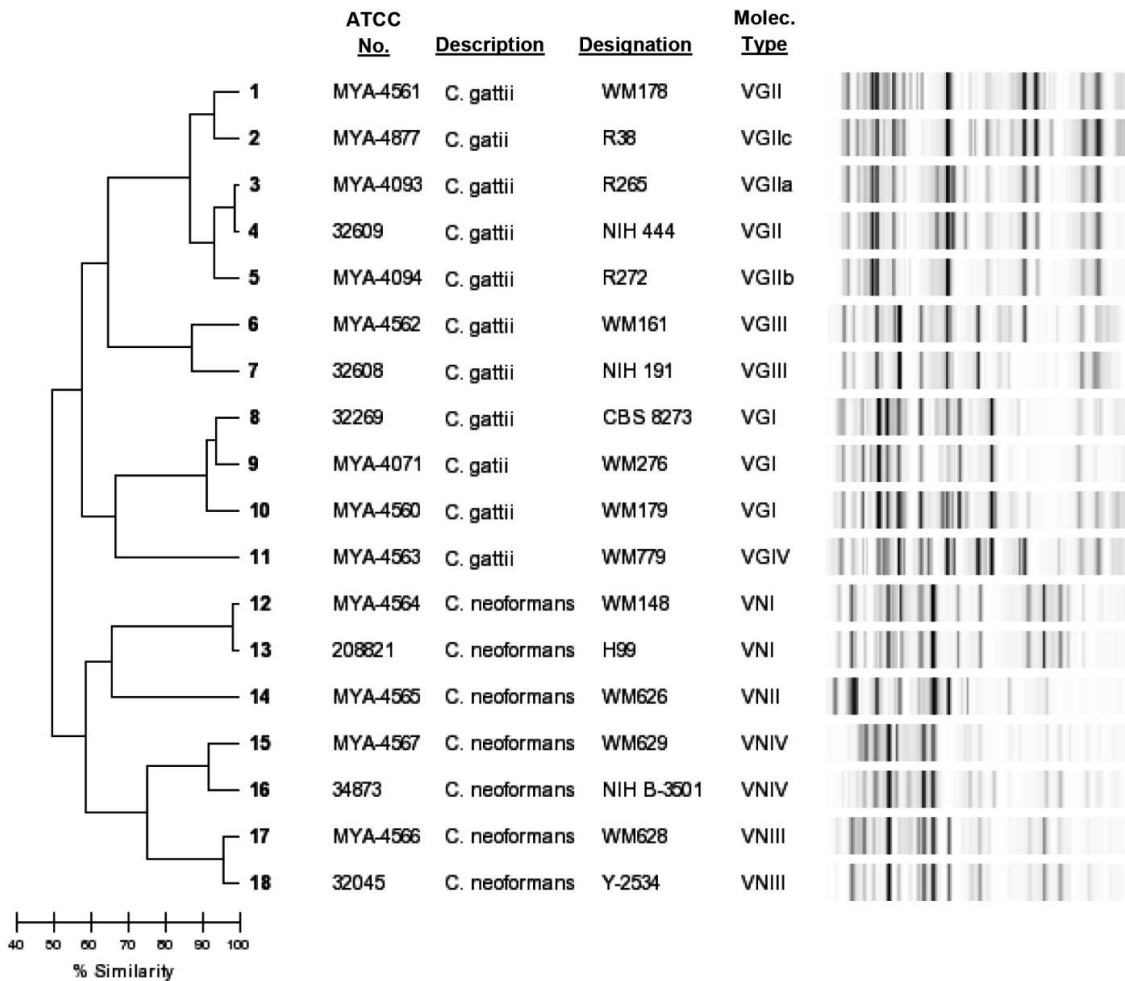 ATCC No. Description Designation Molec. Type
1 MYA-4561 C. gattii WM178 VGII
2 MYA-4877 C. gatii R38 VGIIc
3 MYA-4093 C. gattii R265 VGIIa
4 32609 C. gattii NIH 444 VGII
5 MYA-4094 C. gattii R272 VGIIb
6 MYA-4562 C. gattii WM161 VGIII
7 32608 C. gattii NIH 191 VGIII
8 32269 C. gattii CBS 8273 VGI
9 MYA-4071 C. gatii WM276 VGI
10 MYA-4560 C. gattii WM179 VGI
11 MYA-4563 C. gattii WM779 VGIV
12 MYA-4564 C. neoformans WM148 VNI
13 208821 C. neoformans H99 VNI
14 MYA-4565 C. neoformans WM626 VNII
15 MYA-4567 C. neoformans WM629 VNIV
16 34873 C. neoformans NIH B-3501 VNIV
17 MYA-4566 C. neoformans WM628 VNIII
18 32045 C. neoformans Y-2534 VNIII
40 50 60 70 80 90 100
% Similarity